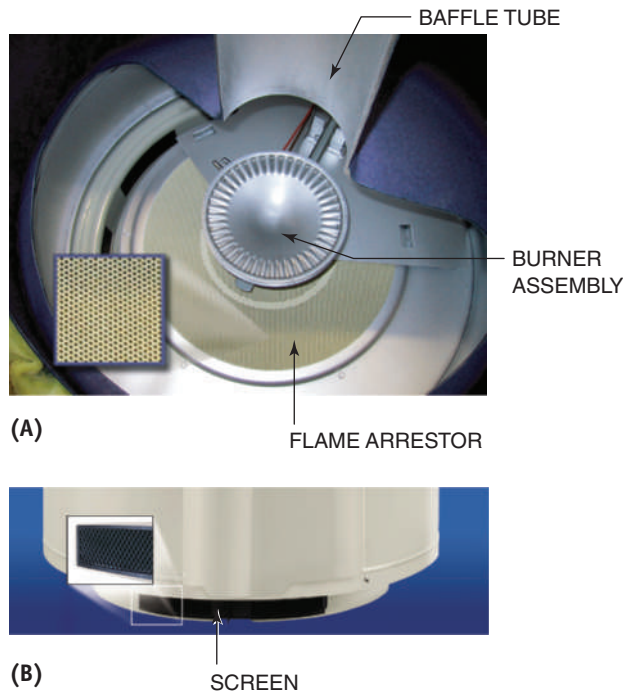 BAFFLE TUBE
BURNER
ASSEMBLY
(A)
FLAME ARRESTOR
(B)
SCREEN